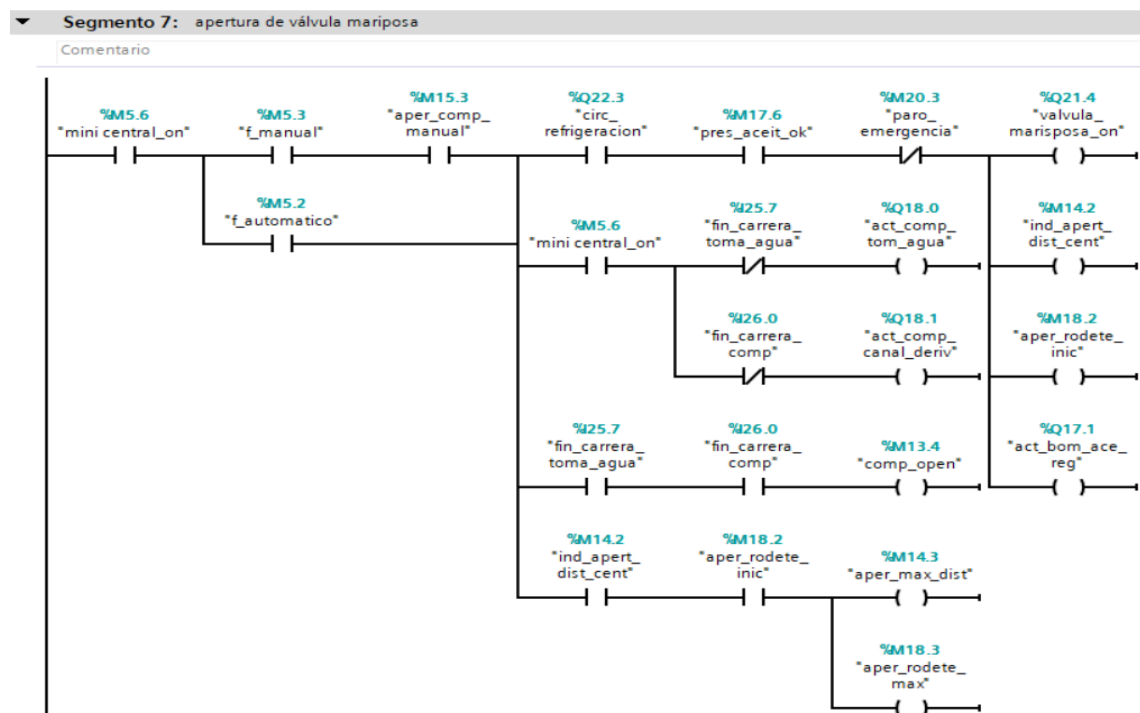 Segmento 7: apertura de válvula mariposa
Comentario
%M5.6
"mini central_on"
%M5.3
"f_manual"
%M15.3
"aper_comp_
manual"
%Q22.3
"circ_
refrigeracion"
%M17.6
"pres_aceit_ok"
%M20.3
"paro_
emergencia"
%Q21.4
"valvula_
marisposa_on"
%M5.2
"f_automatico"
%M5.6
"mini central_on"
%I25.7
"fin_carrera_
toma_agua"
%Q18.0
"act_comp_
tom_agua"
%M14.2
"ind_apert_
dist_cent"
%I26.0
"fin_carrera_
comp"
%Q18.1
"act_comp_
canal_deriv"
%M18.2
"aper_rodete_
inic"
%I25.7
"fin_carrera_
toma_agua"
%I26.0
"fin_carrera_
comp"
%M13.4
"comp_open"
%Q17.1
"act_bom_ace_
reg"
%M14.2
"ind_apert_
dist_cent"
%M18.2
"aper_rodete_
inic"
%M14.3
"aper_max_dist"
%M18.3
"aper_rodete_
max"